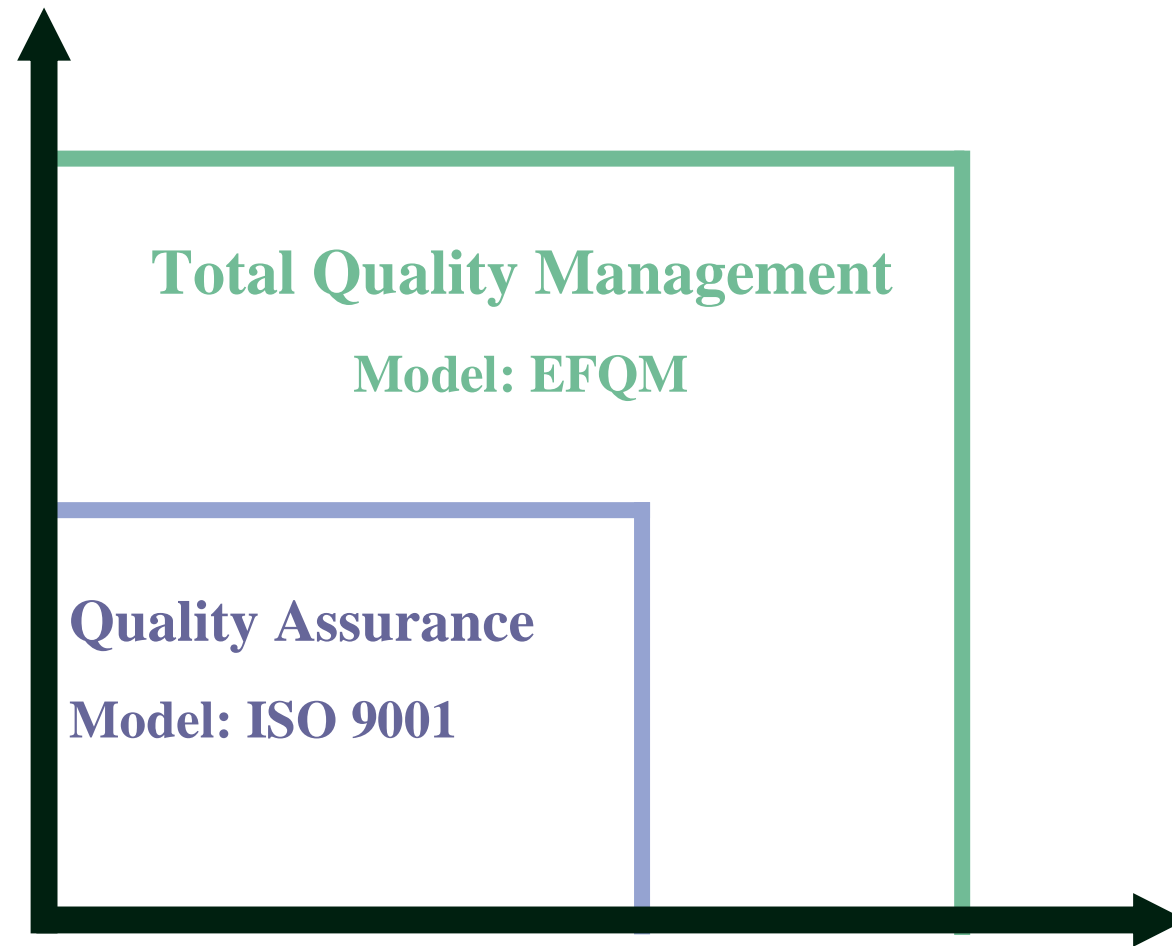 Total Quality Management
Model: EFQM
Quality Assurance
Model: ISO 9001